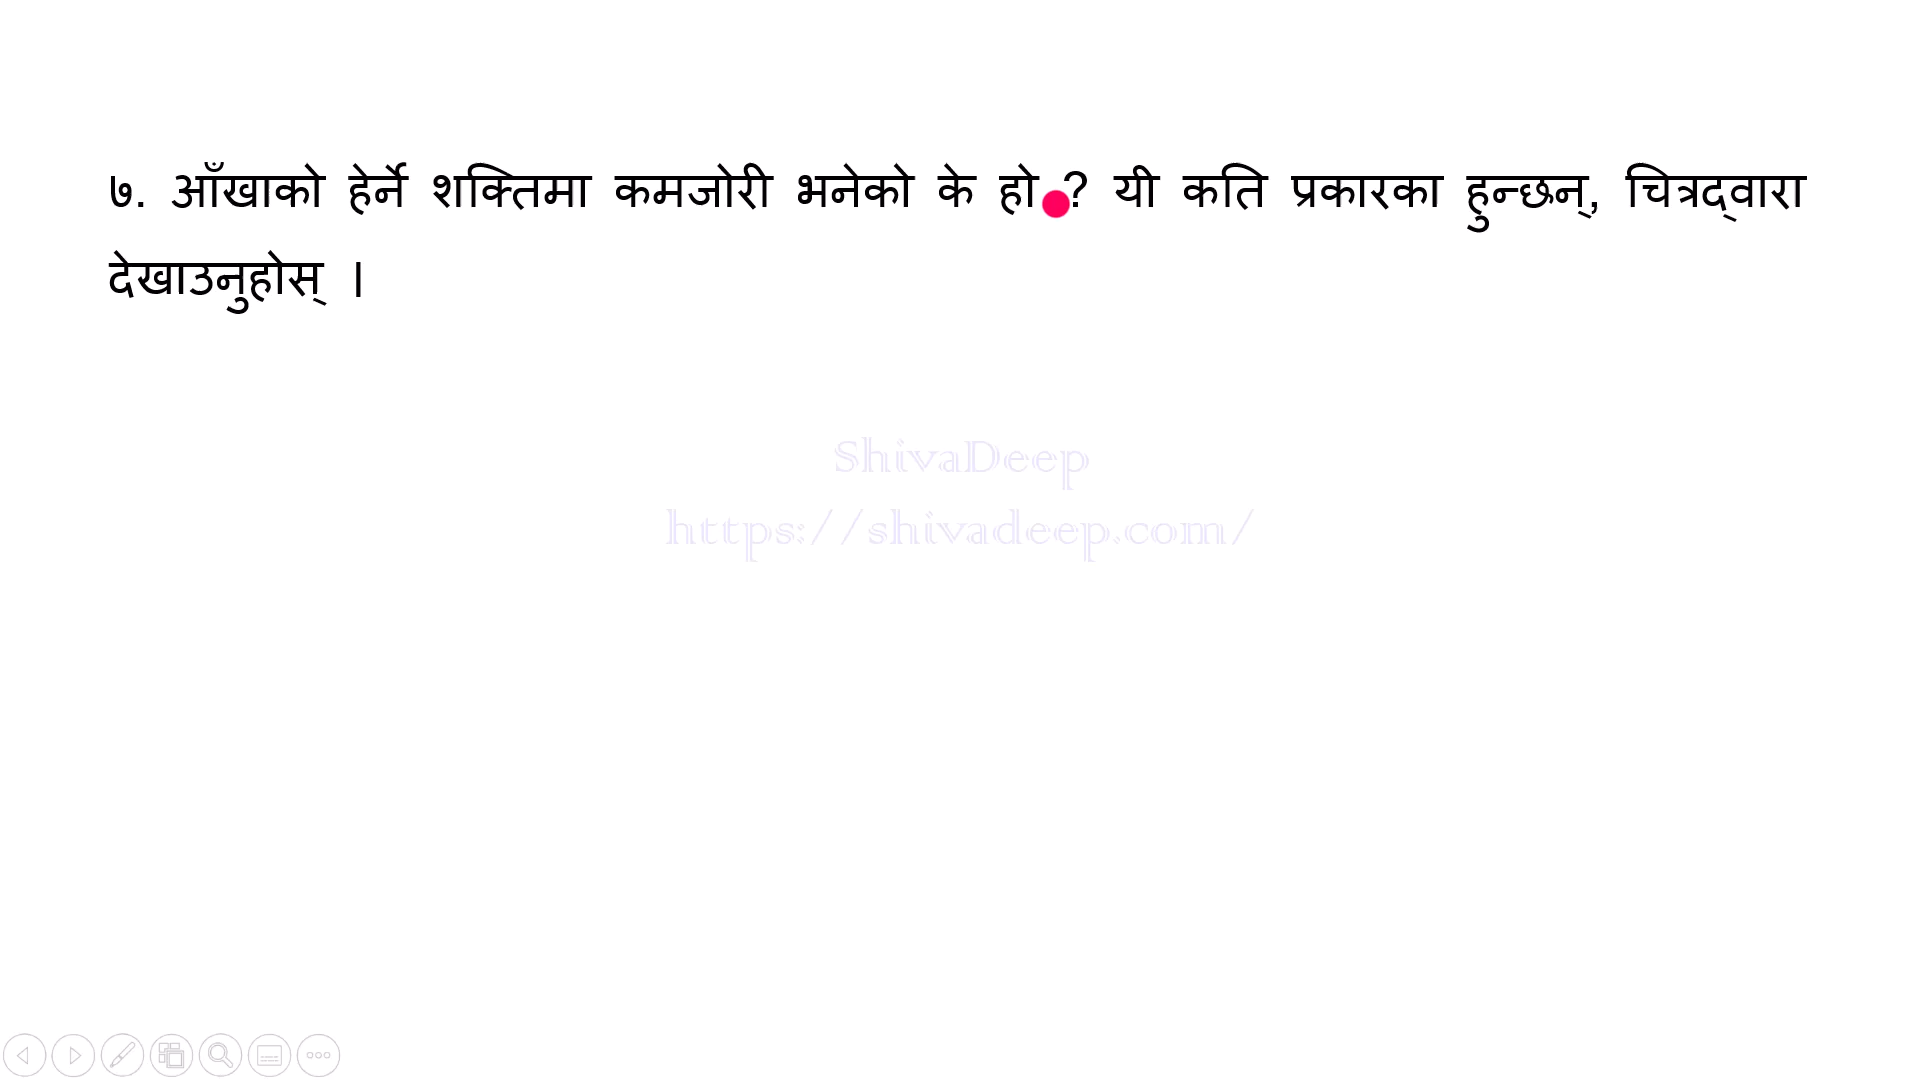 ७. आँखाको हेर्ने शक्तिमा कमजोरी भनेको के हो ? यी कति प्रकारका हुन्छन्, चित्रद्वारा
देखाउनुहोस् ।
ShivaDeep
https://shivadeep.com/